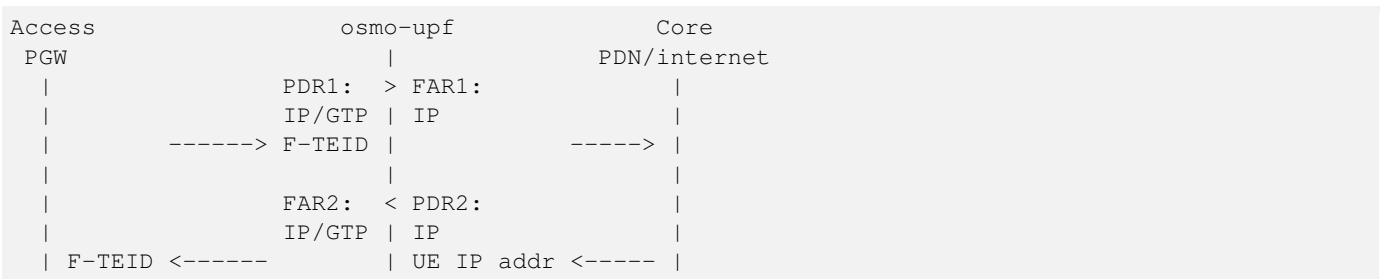 Access                      osmo-upf                  Core
 PGW                            |                 PDN/internet
  |                    PDR1:  > FAR1:                |
  |                    IP/GTP | IP                   |
  |          ------> F-TEID |              -----> |
  |                             |                       |
  |                    FAR2:  < PDR2:                |
  |                    IP/GTP | IP                   |
  | F-TEID <------          | UE IP addr <----- |